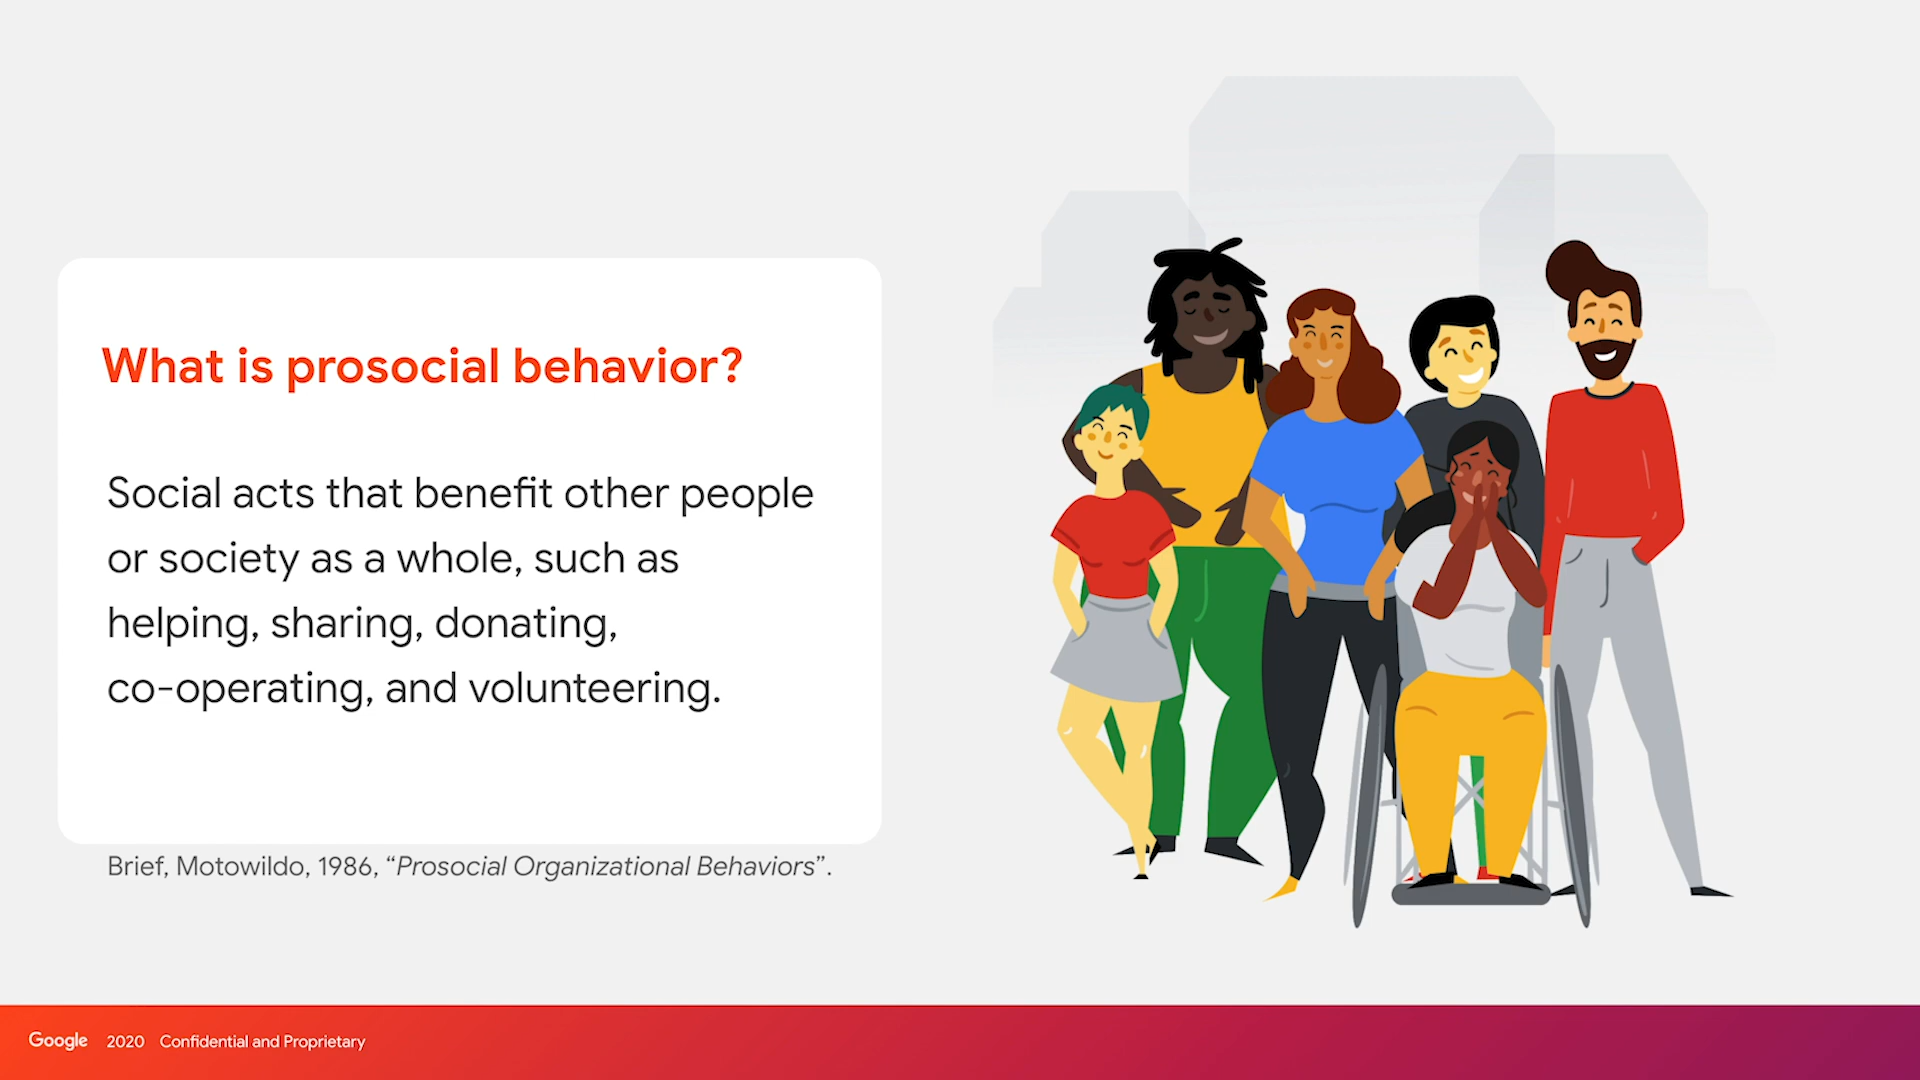 What is prosocial behavior?
Social acts that benefit other people
or society as a whole, such as
helping, sharing, donating,
co-operating, and volunteering.
Brief, Motowildo, 1986, “Prosocial Organizational Behaviors”.
Google 2020 Confidential and Proprietary